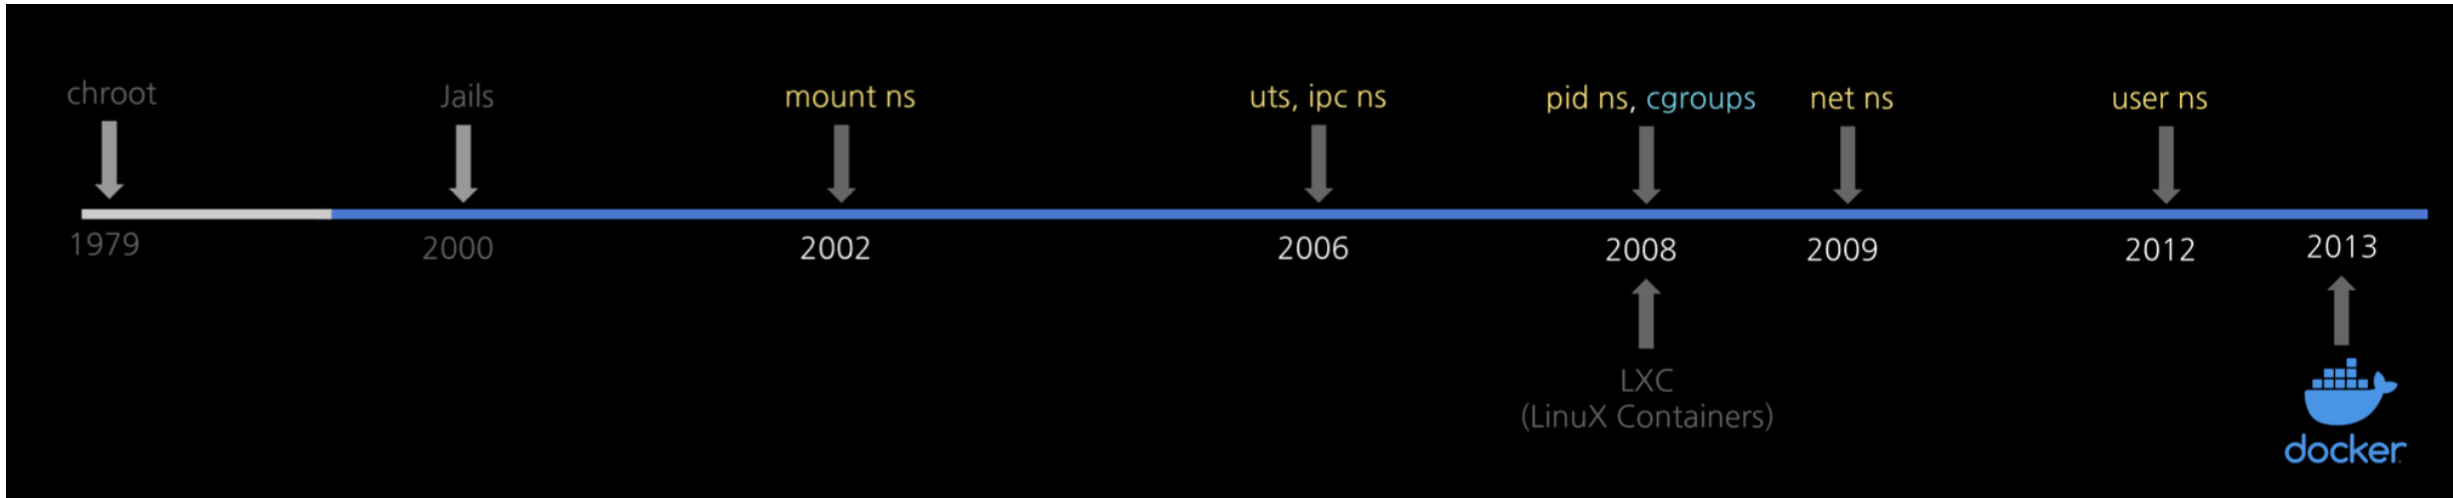 chroot
Jails
mount ns
uts, ipc ns
pid ns, cgroups
net ns
user ns
1979
2000
2002
2006
2008
2009
2012
2013
LXC
(LinuX Containers)
docker